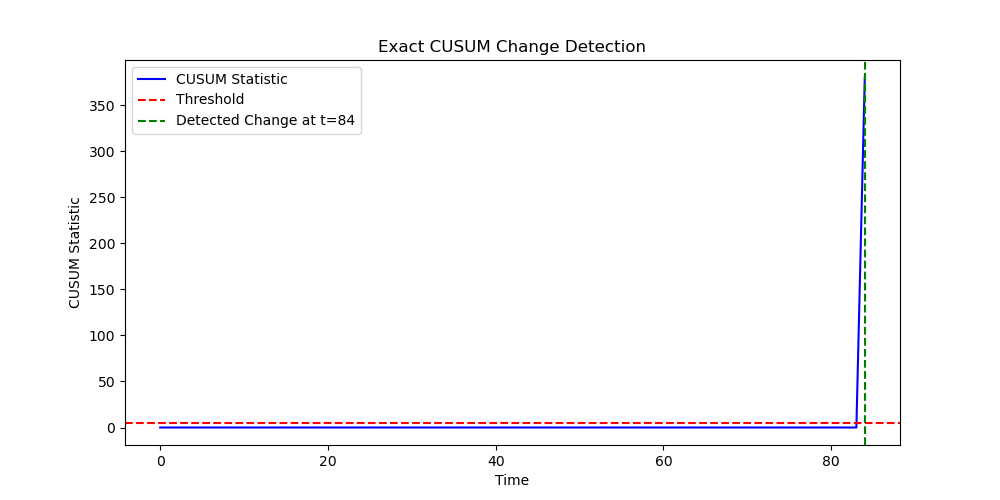 Exact CUSUM Change Detection
CUSUM Statistic
Threshold
Detected Change at t=84
CUSUM Statistic
350
300
250
200
150
100
50
0
0 20 40 60 80
Time